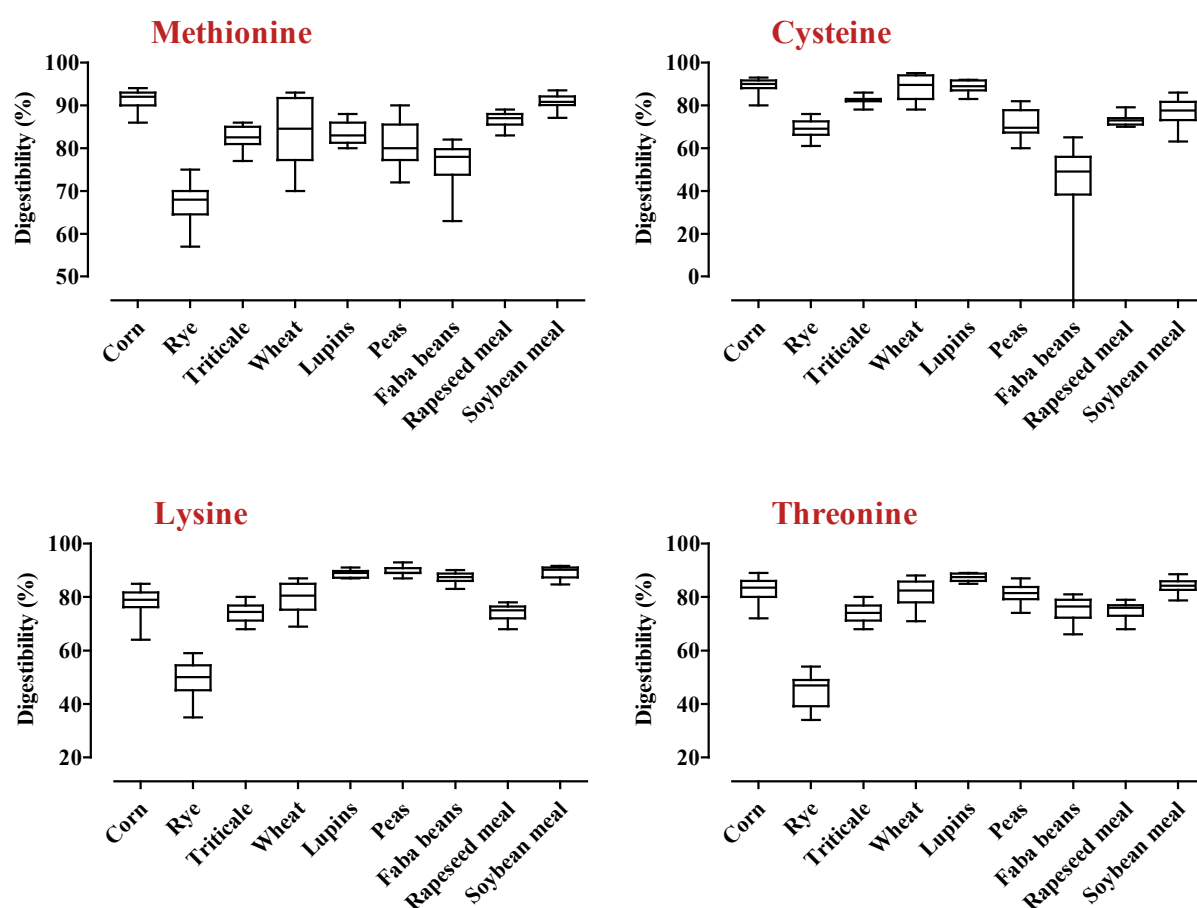 Methionine
Digestibility (%)
100
90
80
70
60
50
Corn
Rye
Triticale
Wheat
Lupins
Peas
Faba beans
Rapeseed meal
Soybean meal
Cysteine
Digestibility (%)
100
80
60
40
20
0
Corn
Rye
Triticale
Wheat
Lupins
Peas
Faba beans
Rapeseed meal
Soybean meal
Lysine
Digestibility (%)
100
80
60
40
20
Corn
Rye
Triticale
Wheat
Lupins
Peas
Faba beans
Rapeseed meal
Soybean meal
Threonine
Digestibility (%)
100
80
60
40
20
Corn
Rye
Triticale
Wheat
Lupins
Peas
Faba beans
Rapeseed meal
Soybean meal